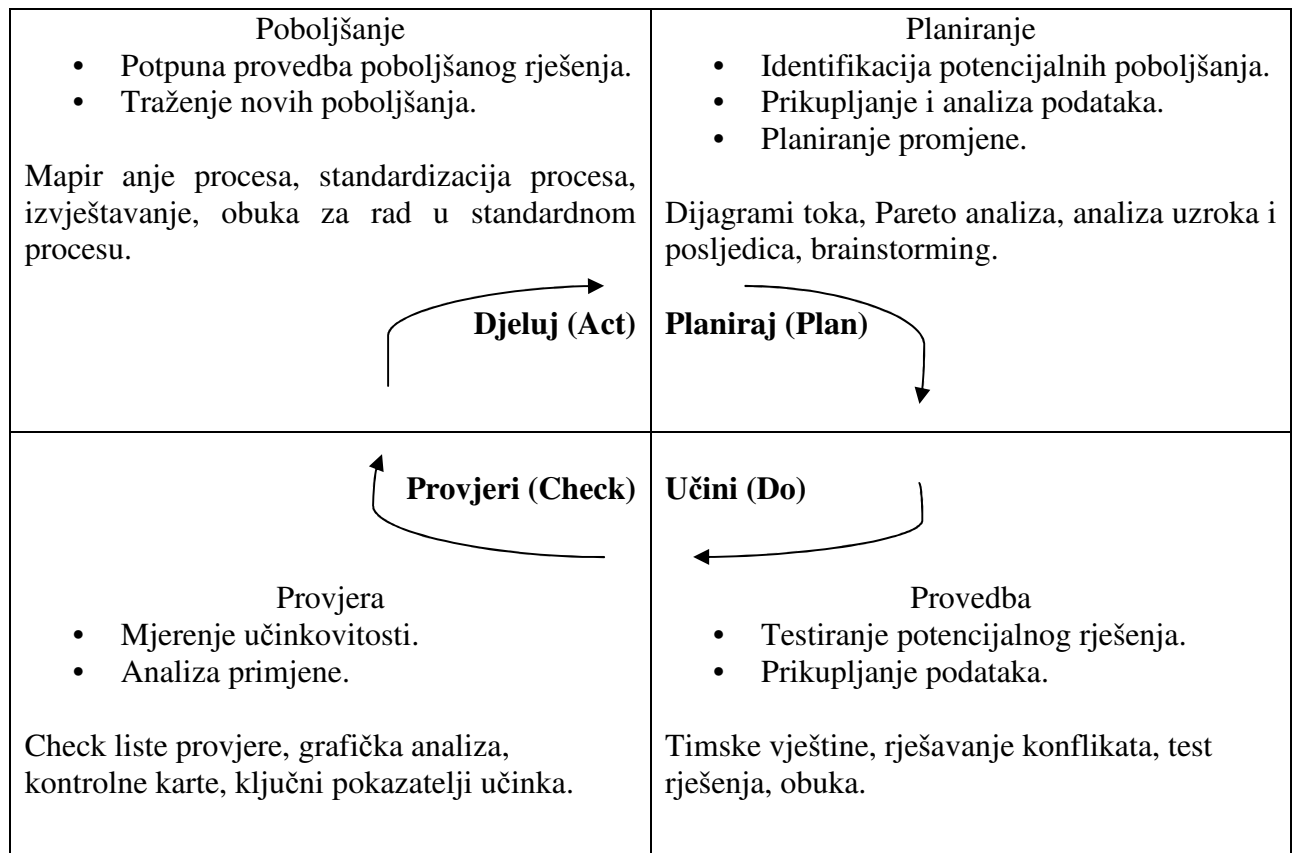 Poboljšanje
• Potpuna provedba poboljšanog rješenja.
• Traženje novih poboljšanja.
Mapir anje procesa, standardizacija procesa,
izvještavanje, obuka za rad u standardnom
procesu.
Djeluj (Act)
Planiranje
• Identifikacija potencijalnih poboljšanja.
• Prikupljanje i analiza podataka.
• Planiranje promjene.
Dijagrami toka, Pareto analiza, analiza uzroka i
posljedica, brainstorming.
Planiraj (Plan)
Provjeri (Check)
Provjera
• Mjerenje učinkovitosti.
• Analiza primjene.
Check liste provjere, grafička analiza,
kontrolne karte, ključni pokazatelji učinka.
Učini (Do)
Provedba
• Testiranje potencijalnog rješenja.
• Prikupljanje podataka.
Timske vještine, rješavanje konflikata, test
rješenja, obuka.